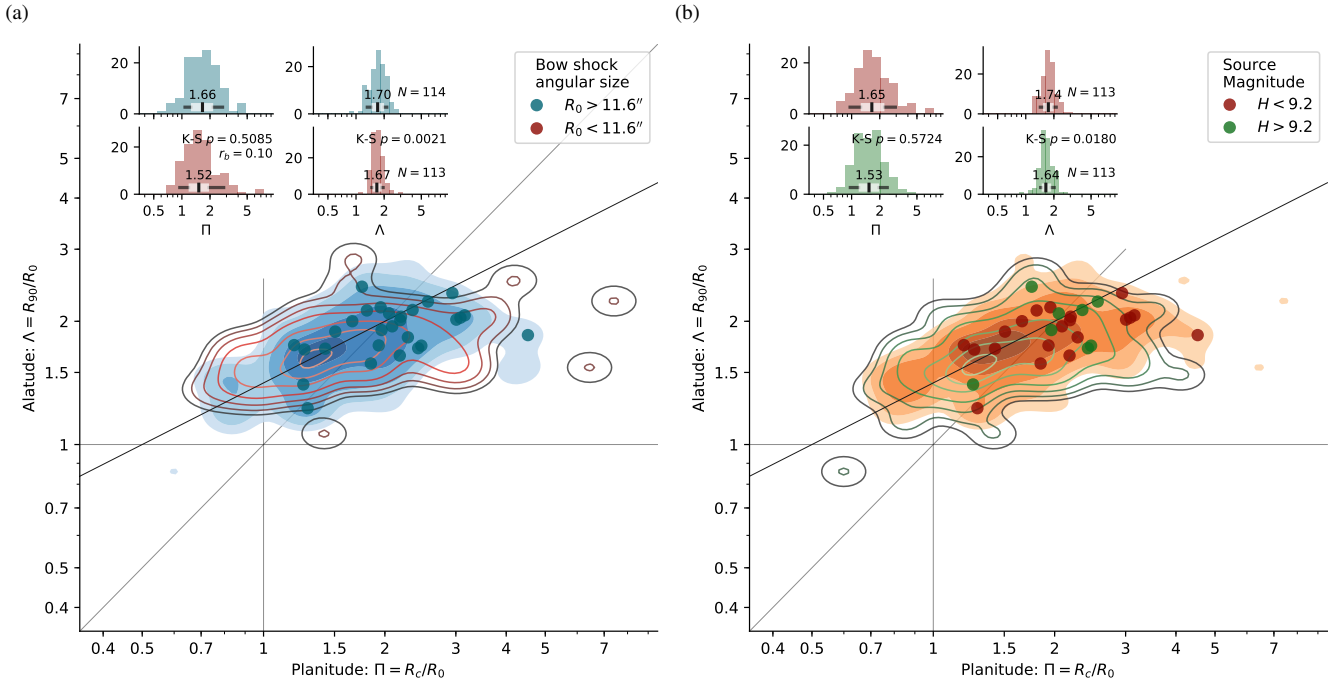 (a)
20
0
1.66
20
0
1.70
N = 114
Bow shock
angular size
R₀ > 11.6″
R₀ < 11.6″
20
0
K-S p = 0.5085
r_b = 0.10
1.52
20
0
K-S p = 0.0021
1.67
N = 113
0.5 1 2 5
Π
0.5 1 2 5
Λ
7
5
4
3
2
1.5
1
0.7
0.5
0.4
Alatude: Λ = R₉₀/R₀
0.4 0.5 0.7 1 1.5 2 3 4 5 7
Planitude: Π = R_c/R₀
(b)
20
0
1.65
20
0
1.74
N = 113
Source
Magnitude
H < 9.2
H > 9.2
20
0
K-S p = 0.5724
1.53
20
0
K-S p = 0.0180
1.64
N = 113
0.5 1 2 5
Π
0.5 1 2 5
Λ
7
5
4
3
2
1.5
1
0.7
0.5
0.4
Alatude: Λ = R₉₀/R₀
0.4 0.5 0.7 1 1.5 2 3 4 5 7
Planitude: Π = R_c/R₀